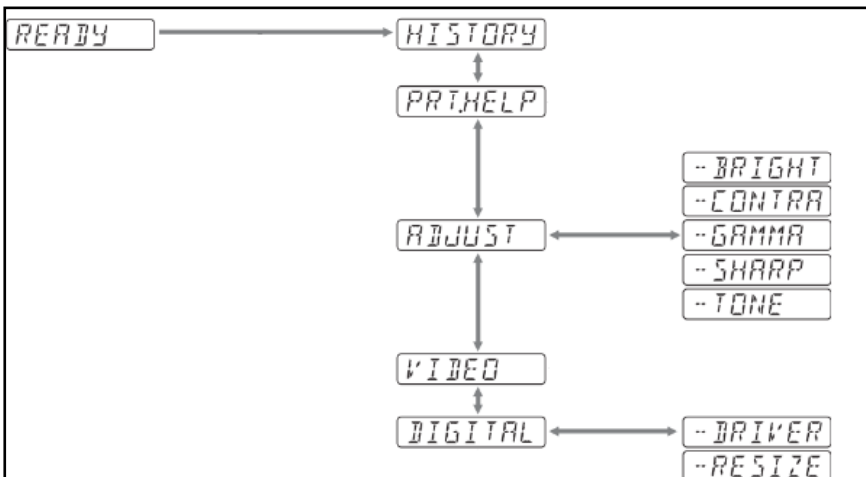 READY
HISTORY
PRT.HELP
--BRIGHT
--CONTRA
ADJUST
--GAMMA
--SHARP
--TONE
VIDEO
DIGITAL
--DRIVER
--RESIZE